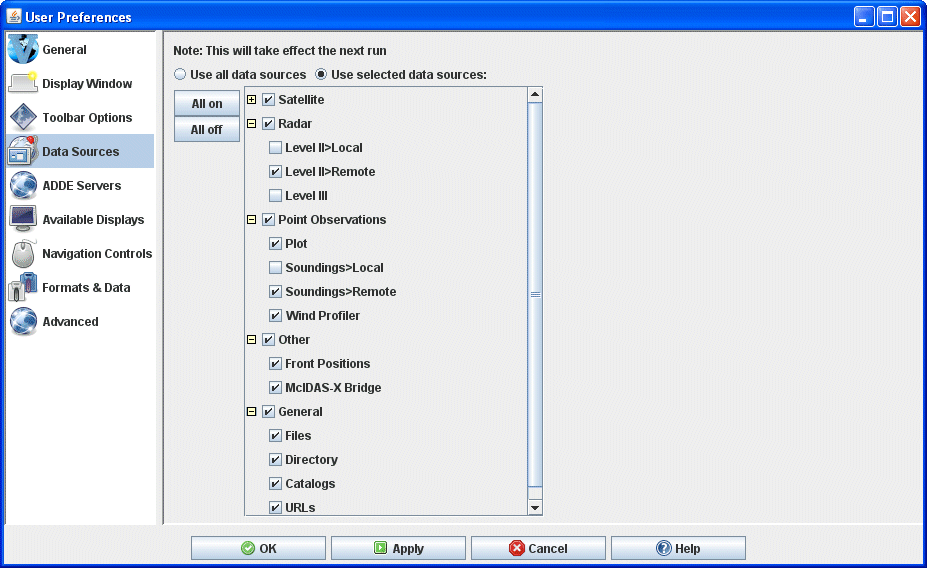 User Preferences
General
Display Window
Toolbar Options
Data Sources
ADDE Servers
Available Displays
Navigation Controls
Formats & Data
Advanced
Note: This will take effect the next run
Use all data sources Use selected data sources:
All on
All off
Satellite
Radar
Level II>Local
Level II>Remote
Level III
Point Observations
Plot
Soundings>Local
Soundings>Remote
Wind Profiler
Other
Front Positions
McIDAS-X Bridge
General
Files
Directory
Catalogs
URLs
OK Apply Cancel Help